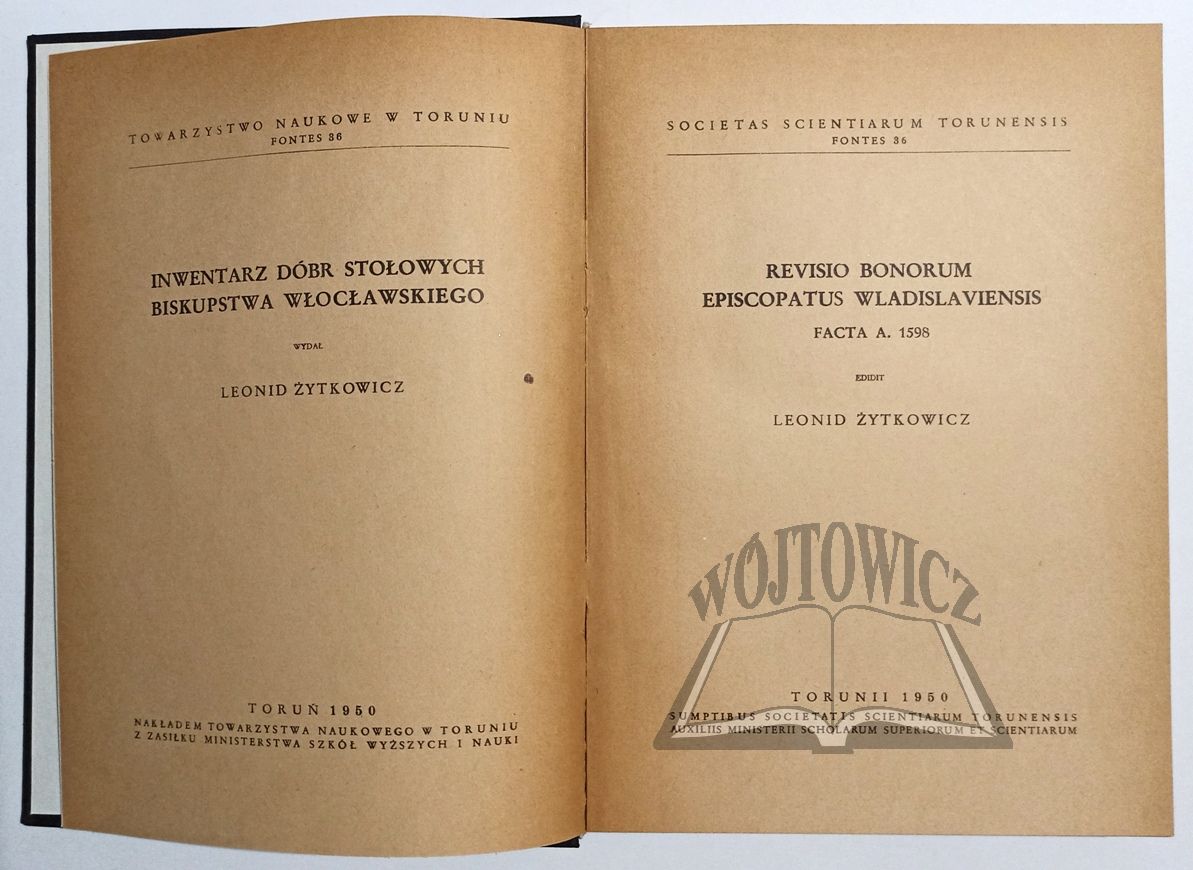 TOWARZYSTWO NAUKOWE W TORUNIU
FONTES 36
INWENTARZ DÓBR STOŁOWYCH
BISKUPSTWA WŁOCŁAWSKIEGO
WYDAŁ
LEONID ŻYTKOWICZ
TORUŃ 1950
NAKŁADEM TOWARZYSTWA NAUKOWEGO W TORUNIU
Z ZASIŁKU MINISTERSTWA SZKÓŁ WYŻSZYCH I NAUKI
SOCIETAS SCIENTIARUM TORUNENSIS
FONTES 36
REVISIO BONORUM
EPISCOPATUS WLADISLAVIENSIS
FACTA A. 1598
EDIDIT
LEONID ŻYTKOWICZ
WÓJTOWICZ
TORUNII 1950
SUMPTIBUS SOCIETATIS SCIENTIARUM TORUNENSIS
AUXILIIS MINISTERII SCHOLARUM SUPERIORUM ET SCIENTIARUM